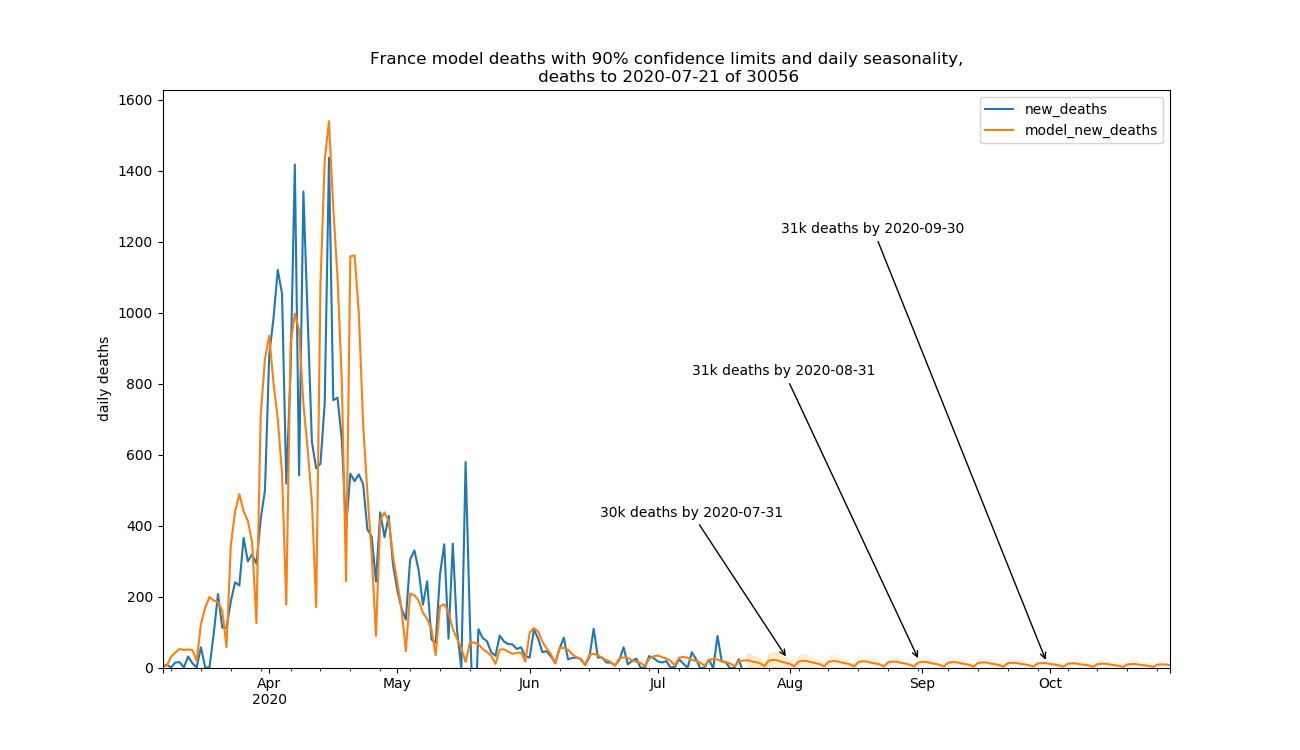 France model deaths with 90% confidence limits and daily seasonality,
deaths to 2020-07-21 of 30056
new_deaths
model_new_deaths
daily deaths
1600
1400
1200
1000
800
600
400
200
0
31k deaths by 2020-09-30
31k deaths by 2020-08-31
30k deaths by 2020-07-31
Apr
2020
May
Jun
Jul
Aug
Sep
Oct